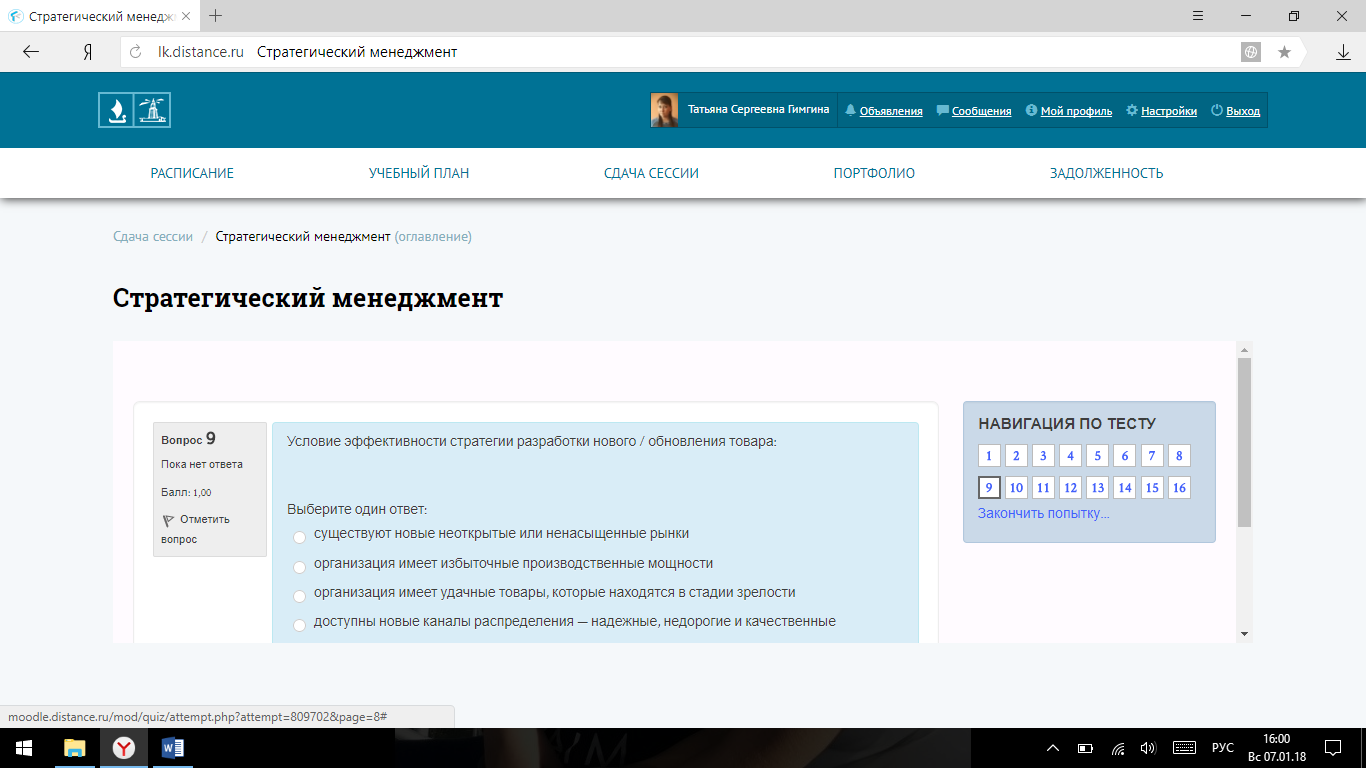 Стратегический менедж
lk.distance.ru Стратегический менеджмент
Татьяна Сергеевна Гимгина Объявления Сообщения Мой профиль Настройки Выход
РАСПИСАНИЕ УЧЕБНЫЙ ПЛАН СДАЧА СЕССИИ ПОРТФОЛИО ЗАДОЛЖЕННОСТЬ
Сдача сессии / Стратегический менеджмент (оглавление)
Стратегический менеджмент
Вопрос 9
Пока нет ответа
Балл: 1,00
Отметить
вопрос
Условие эффективности стратегии разработки нового / обновления товара:
Выберите один ответ:
существуют новые неоткрытые или ненасыщенные рынки
организация имеет избыточные производственные мощности
организация имеет удачные товары, которые находятся в стадии зрелости
доступны новые каналы распределения — надежные, недорогие и качественные
НАВИГАЦИЯ ПО ТЕСТУ
1 2 3 4 5 6 7 8
9 10 11 12 13 14 15 16
Закончить попытку...
moodle.distance.ru/mod/quiz/attempt.php?attempt=809702&page=8#
РУС
16:00
Вс 07.01.18